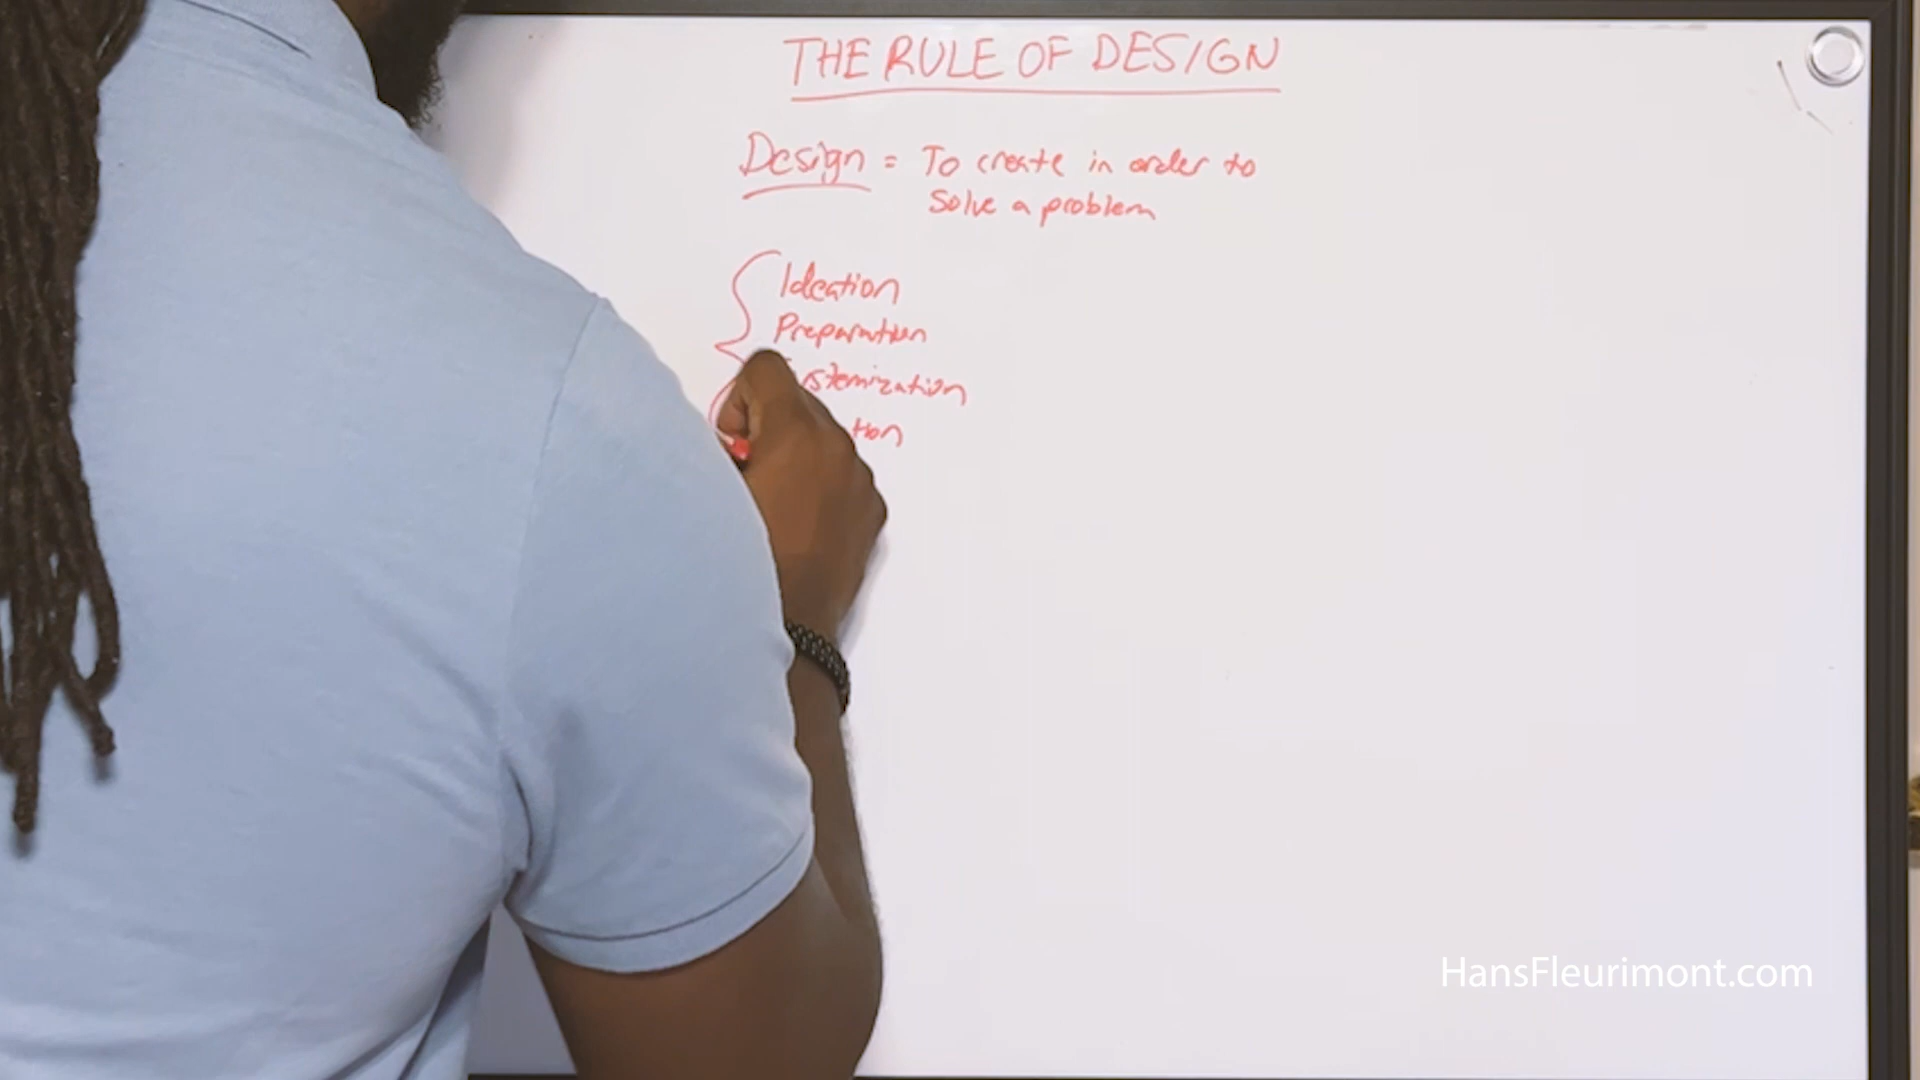 THE RULE OF DESIGN
Design = To create in order to
Solve a problem
Ideation
Preparation
HansFleurimont.com